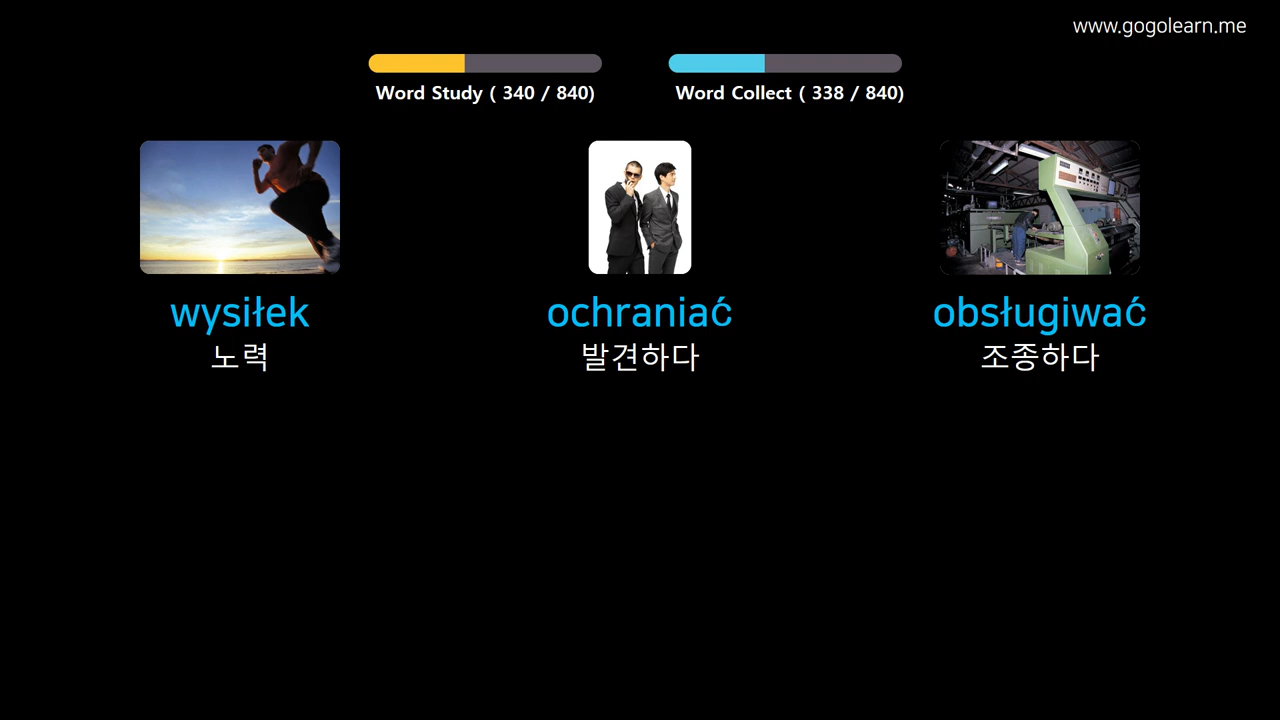 www.gogolearn.me
Word Study ( 340 / 840)
Word Collect ( 338 / 840)
wysiłek
ochraniać
obsługiwać
노력
발견하다
조종하다